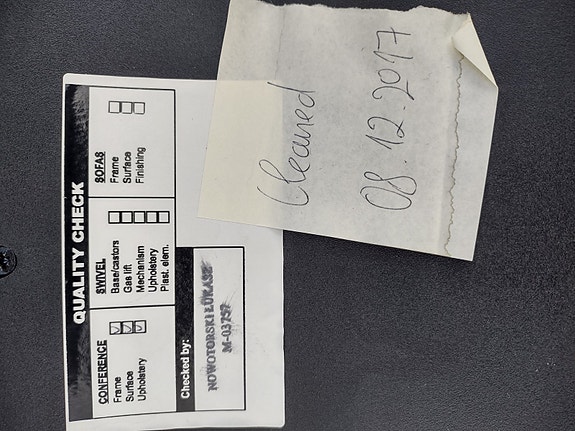 QUALITY CHECK
CONFERENCE
Frame
Surface
Upholstery
SWIVEL
Base/castors
Gas lift
Mechanism
Upholstery
Plast. elem.
SOFAS
Frame
Surface
Finishing
Checked by:
NOWOTORSKI ŁUKASZ
M-03757
Cleaned
08.12.2017